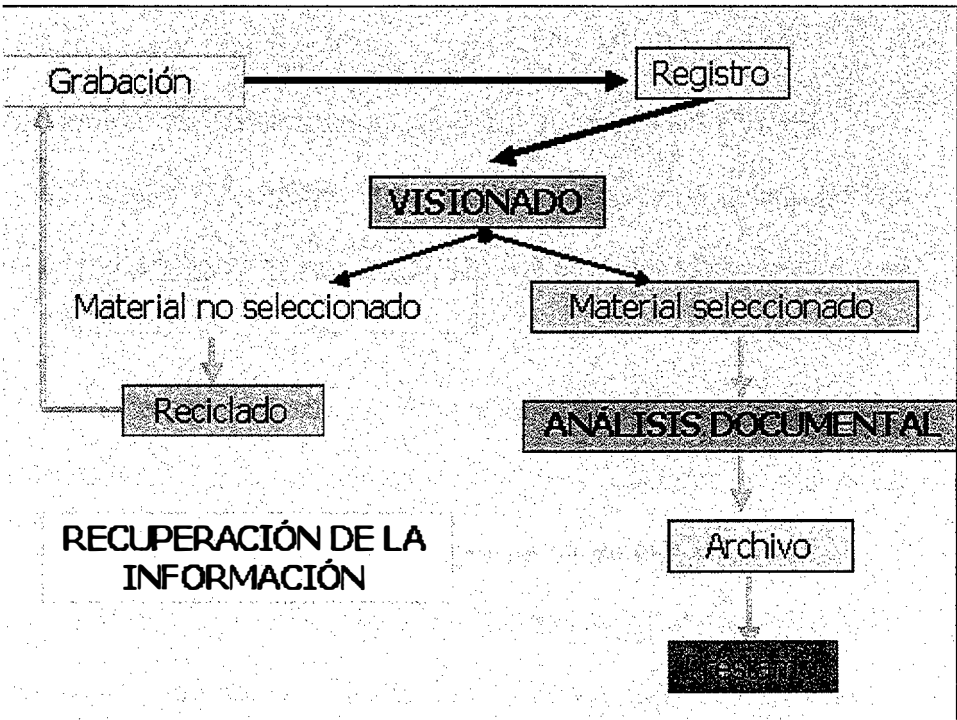 Grabación
Registro
VISIONADO
Material no seleccionado
Material seleccionado
Reciclado
ANÁLISIS DOCUMENTAL
RECUPERACIÓN DE LA
INFORMACIÓN
Archivo